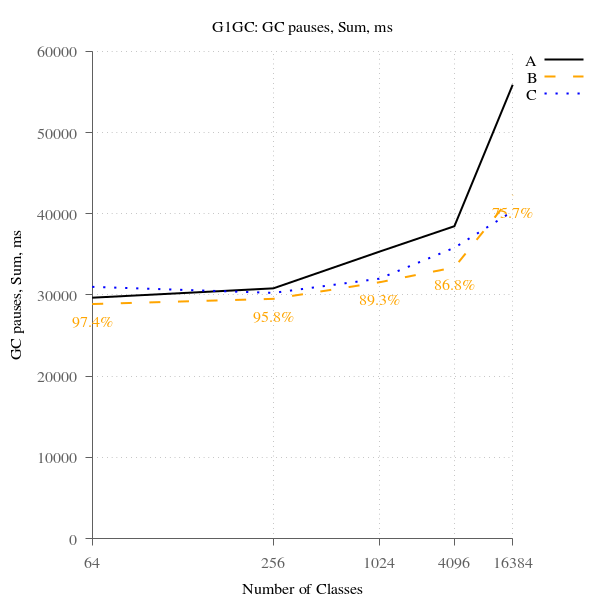 G1GC: GC pauses, Sum, ms
60000
50000
40000
30000
20000
10000
0
GC pauses, Sum, ms
A
B
C
97.4%
95.8%
89.3%
86.8%
75.7%
64
256
1024
4096
16384
Number of Classes